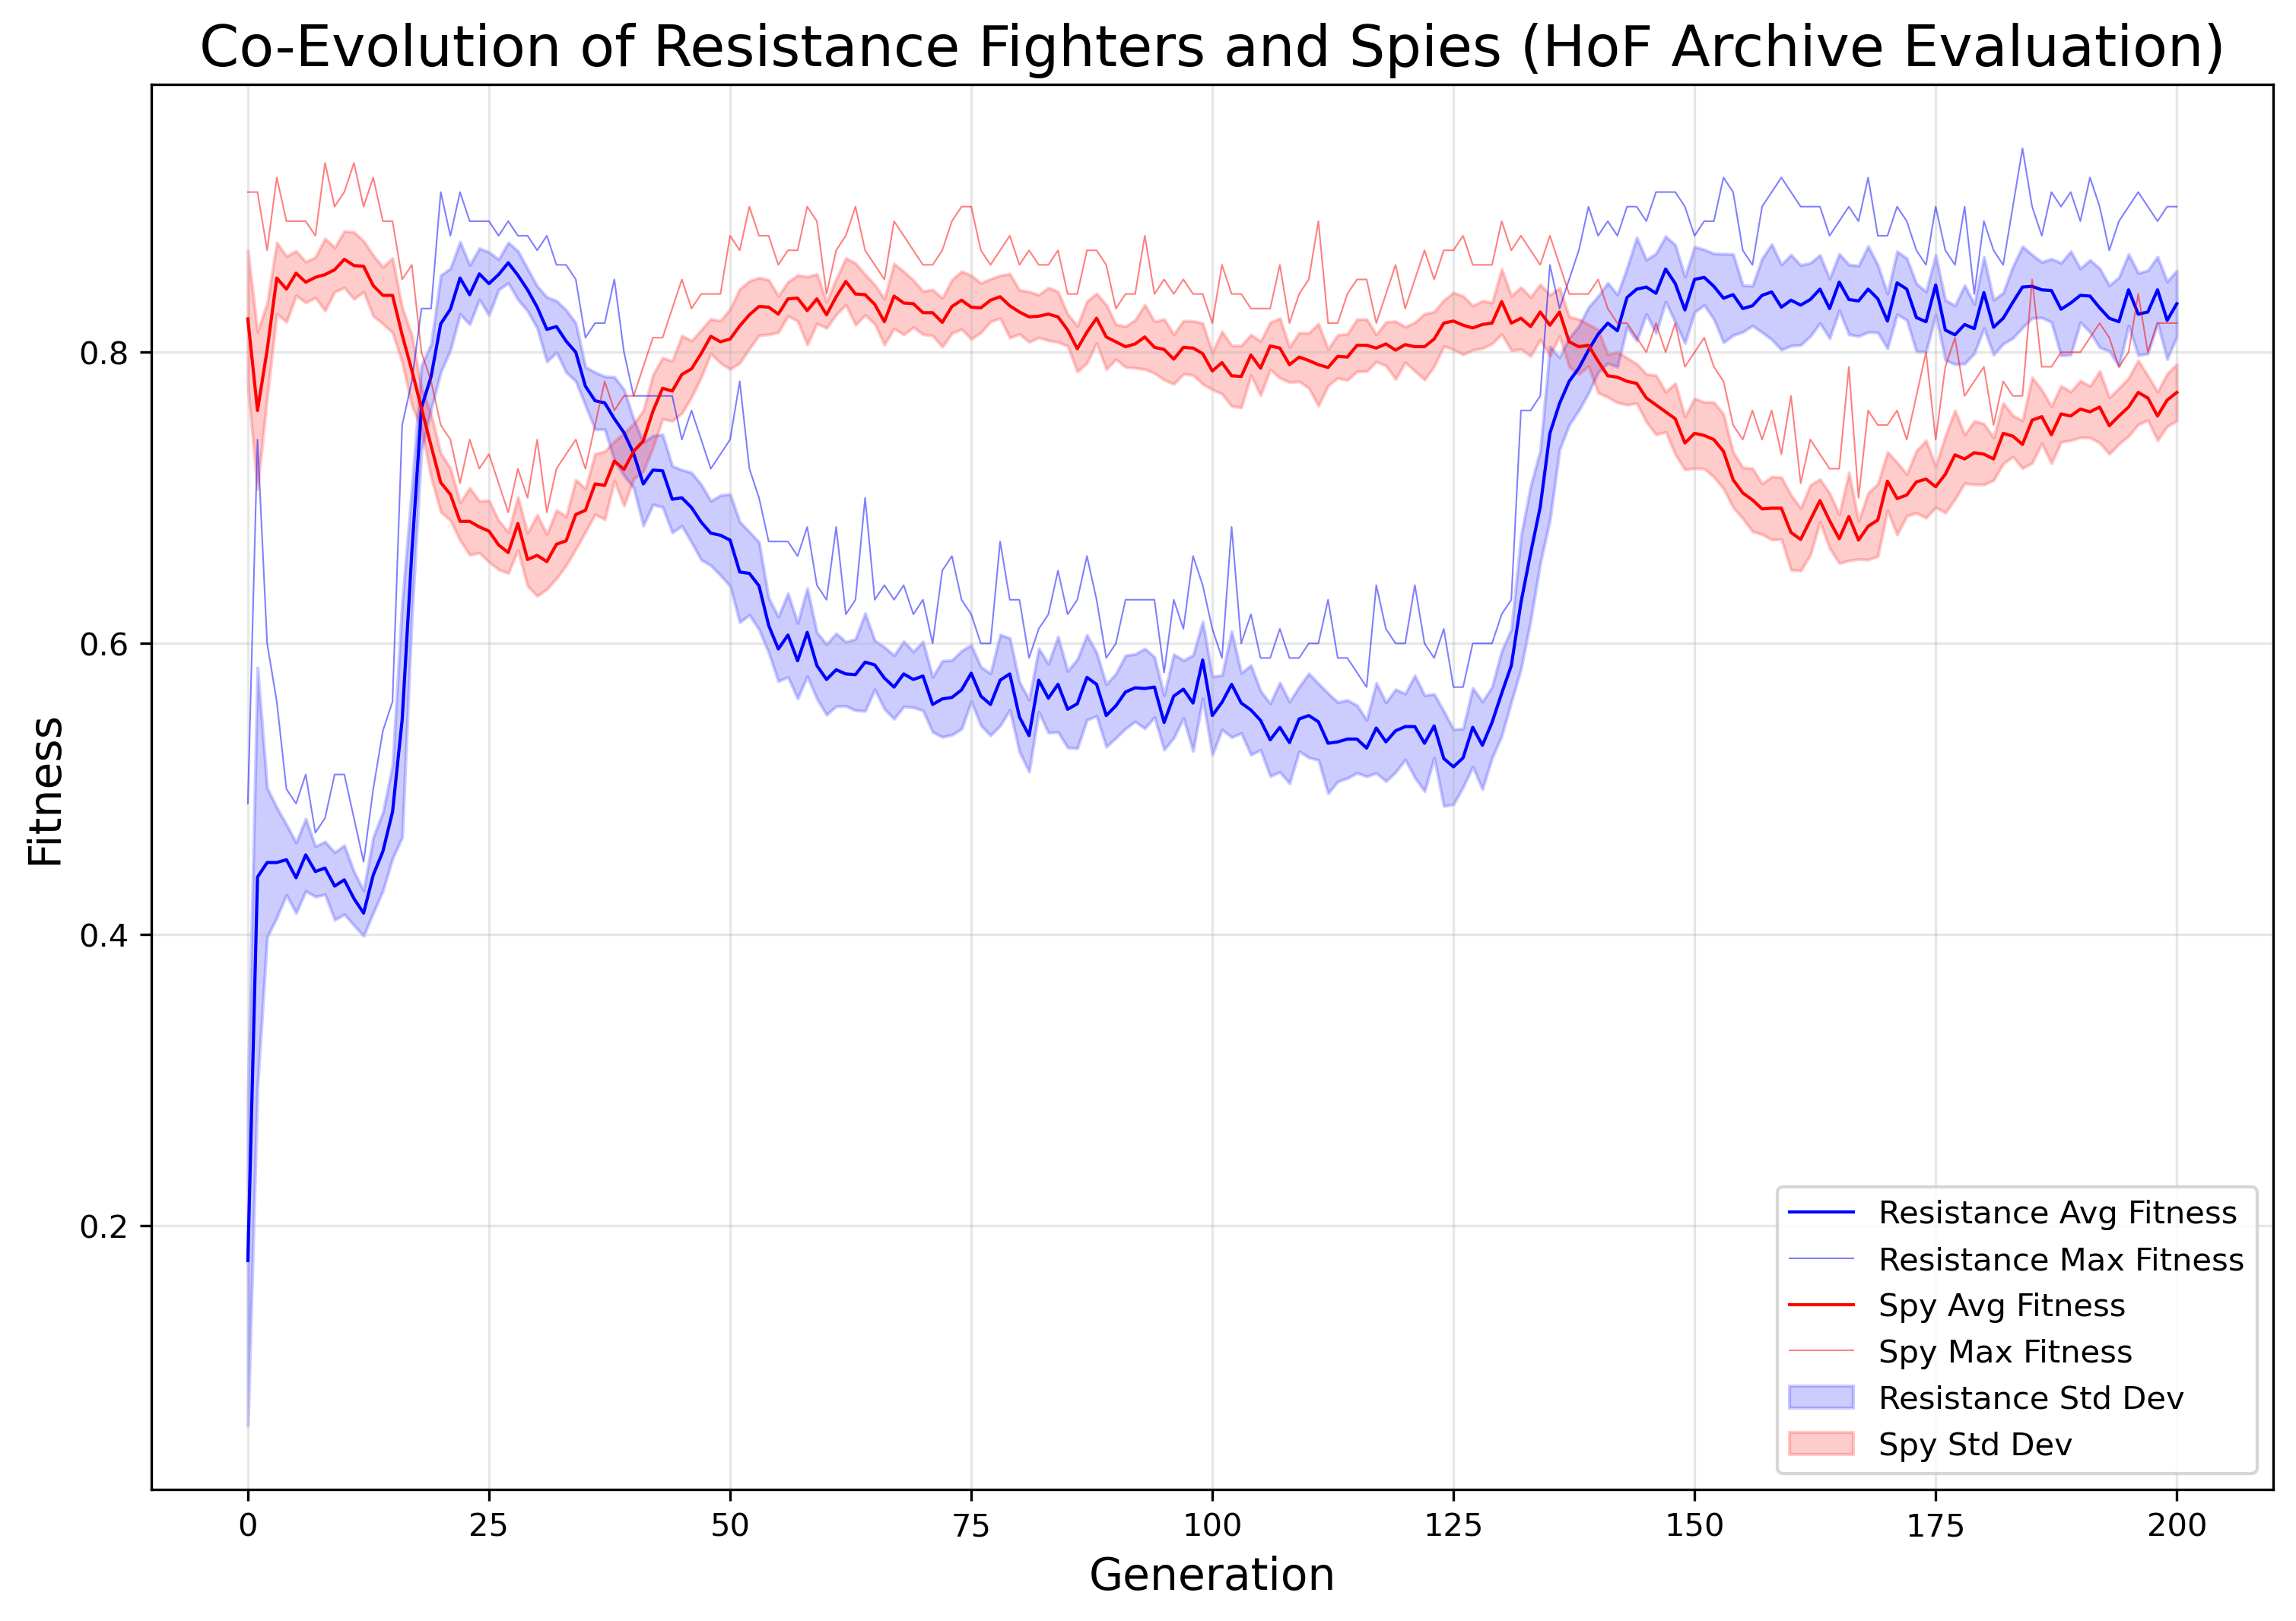 Co-Evolution of Resistance Fighters and Spies (HoF Archive Evaluation)
Fitness
0.8
0.6
0.4
0.2
0 25 50 75 100 125 150 175 200
Generation
Resistance Avg Fitness
Resistance Max Fitness
Spy Avg Fitness
Spy Max Fitness
Resistance Std Dev
Spy Std Dev